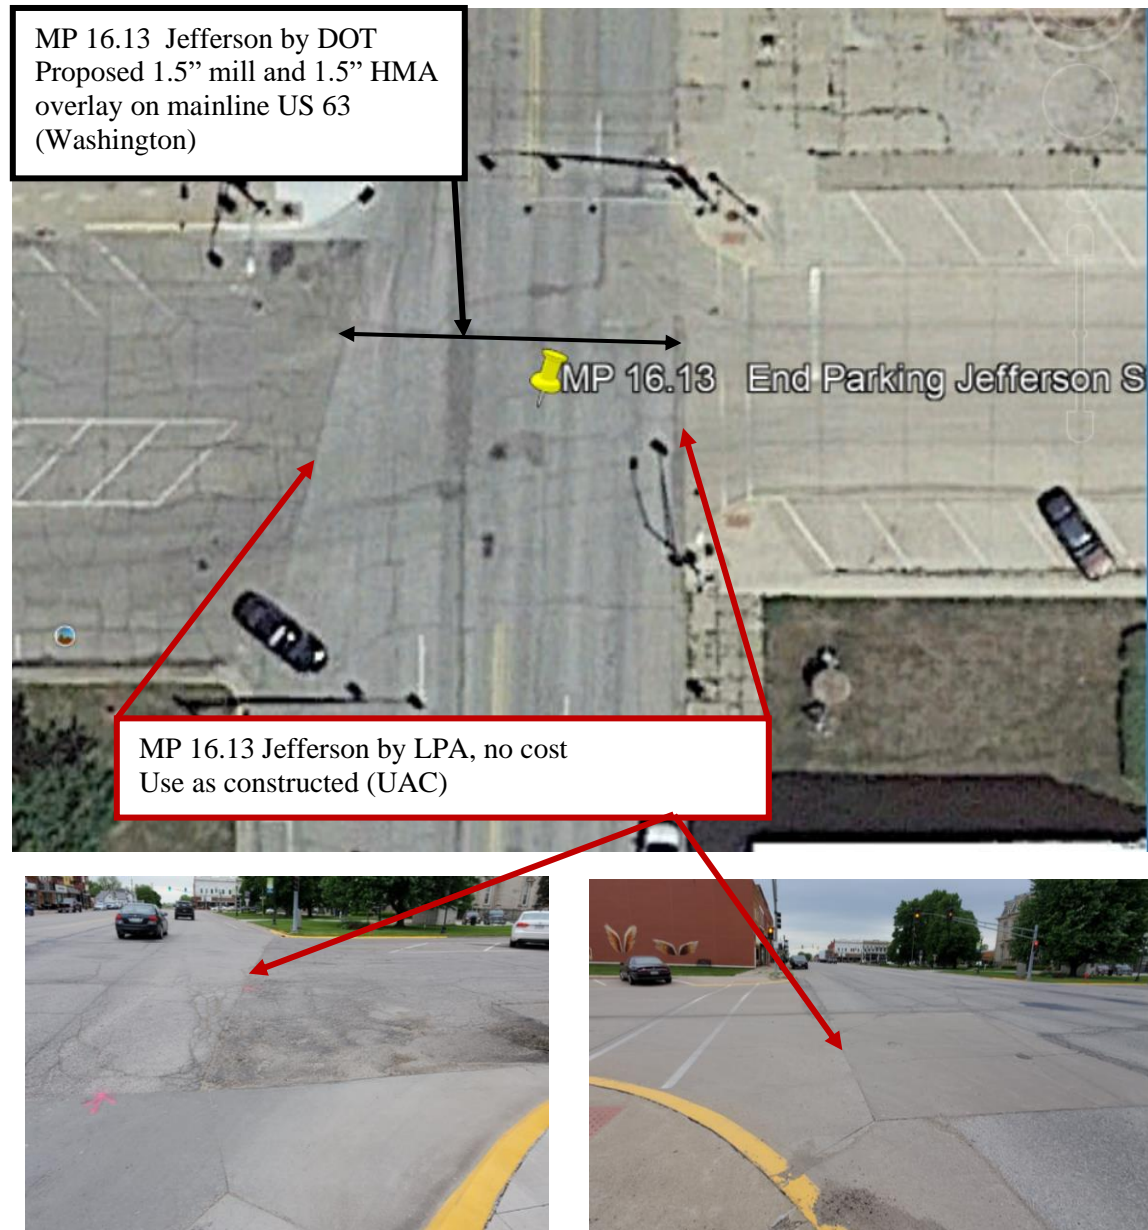 MP 16.13  Jefferson by DOT
Proposed 1.5” mill and 1.5” HMA
overlay on mainline US 63
(Washington)
MP 16.13   End Parking Jefferson S
MP 16.13 Jefferson by LPA, no cost
Use as constructed (UAC)